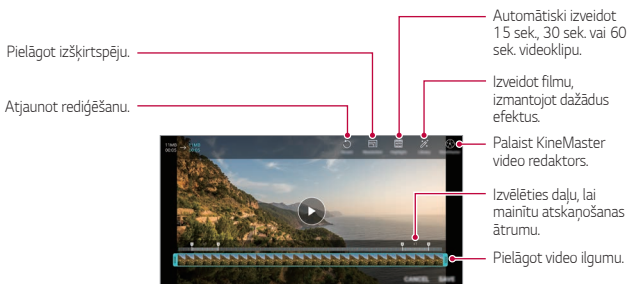 Automātiski izveidot
15 sek., 30 sek. vai 60
sek. videoklipu.
Pielāgot izšķirtspēju.
Izveidot filmu,
izmantojot dažādus
efektus.
Atjaunot rediģēšanu.
Palaist KineMaster
video redaktors.
Izvēlēties daļu, lai
mainītu atskaņošanas
ātrumu.
Pielāgot video ilgumu.
CANCEL SAVE